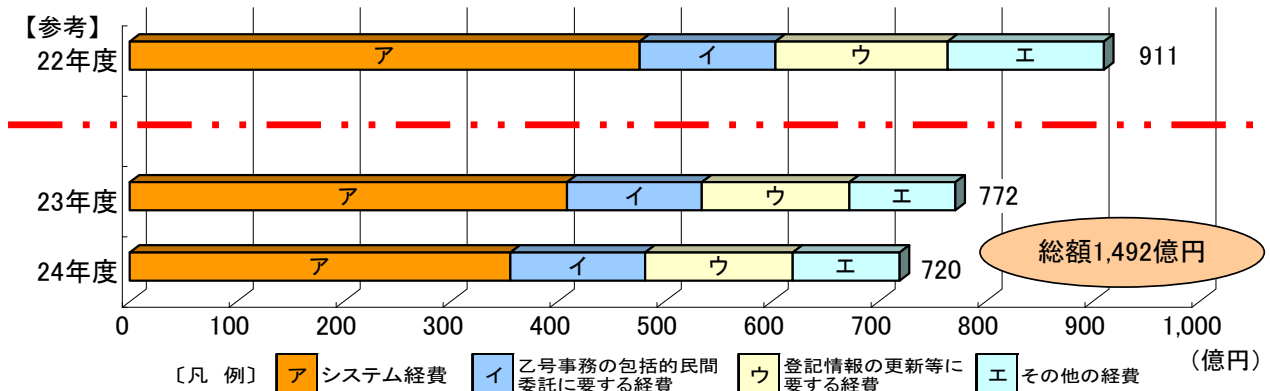 【参考】
22年度 ア イ ウ エ 911
23年度 ア イ ウ エ 772
24年度 ア イ ウ エ 720
総額1,492億円
0 100 200 300 400 500 600 700 800 900 1,000
(億円)
〔凡 例〕 ア システム経費 イ 乙号事務の包括的民間 ウ 登記情報の更新等に エ その他の経費
委託に要する経費 要する経費